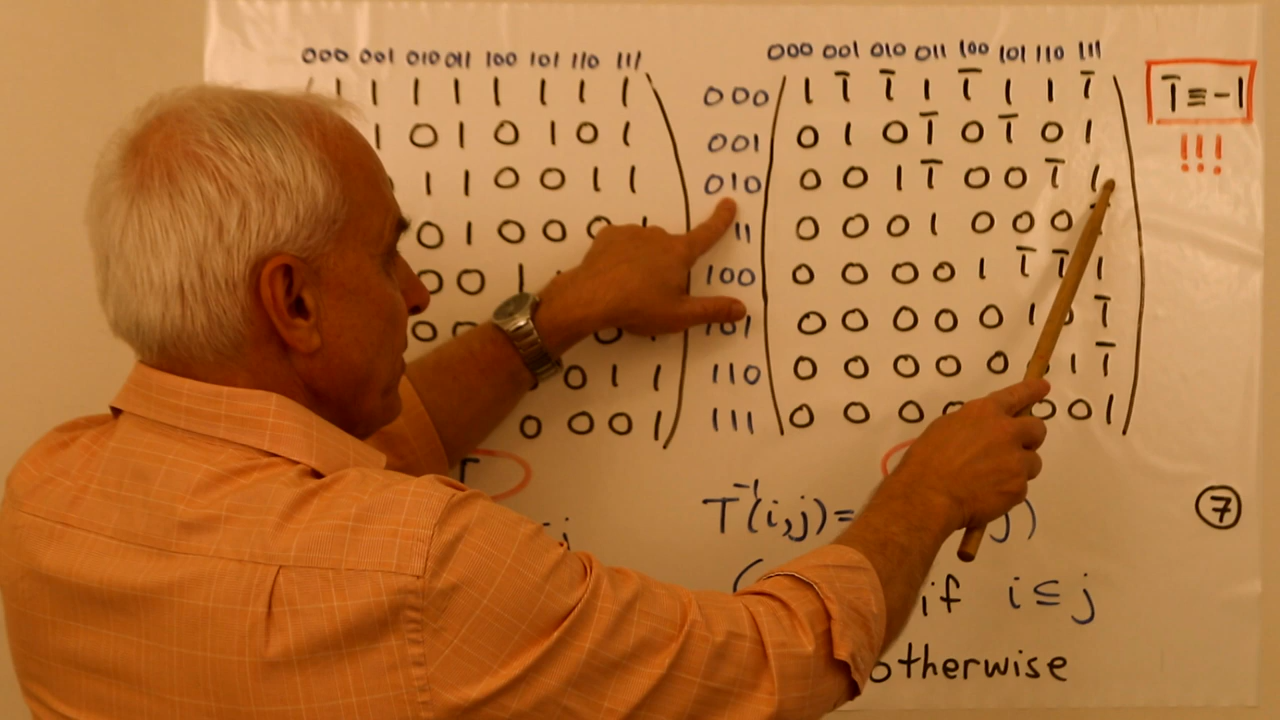 000 001 010 011 100 101 110 111 000 001 010 011 100 101 110 111
1 1 1 1 1 1 1 1 000 1 1̄ 1̄ 1 1̄ 1 1 1̄ 1̄ ≡ -1
1 0 1 0 1 0 1 001 0 1 0 1̄ 0 1̄ 0 1 !!!
1 1 0 0 1 1 010 0 0 1 1̄ 0 0 1̄ 1
0 1 0 0 0 11 0 0 0 1 0 0 0
0 0 1 100 0 0 0 0 1 1̄ 1̄ 1
0 101 0 0 0 0 0 1 1̄
0 1 1 110 0 0 0 0 0 1 1̄
0 0 0 1 111 0 0 0 0 0 0 1
T⁻¹(i,j)= j) ⑦
if i ≤ j
otherwise